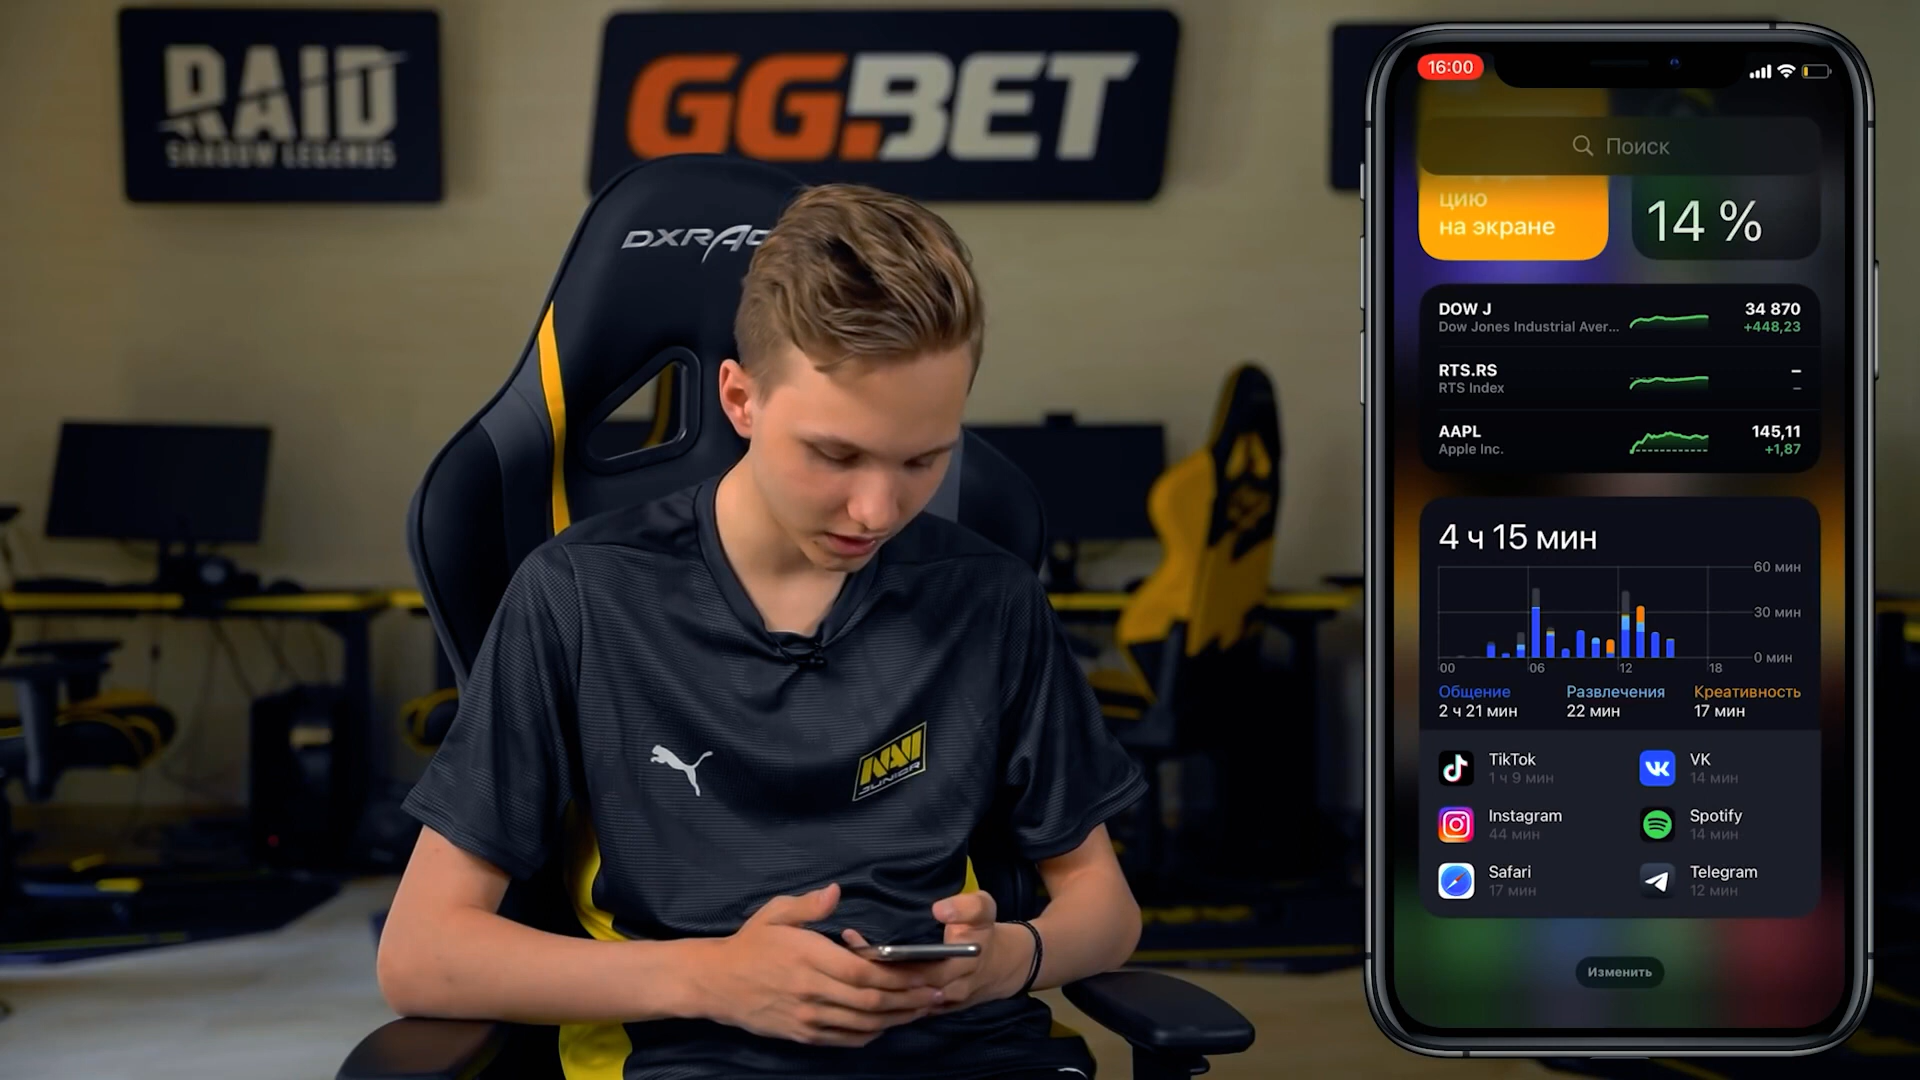 RAID
SHADOW LEGENDS
GG.BET
DXRAC
PUMA
NAVI
JUNIOR
16:00
Поиск
цию
на экране
14 %
DOW J
Dow Jones Industrial Aver...
34 870
+448,23
RTS.RS
RTS Index
–
–
AAPL
Apple Inc.
145,11
+1,87
4 ч 15 мин
60 мин
30 мин
0 мин
00
06
12
18
Общение
2 ч 21 мин
Развлечения
22 мин
Креативность
17 мин
TikTok
1 ч 9 мин
VK
14 мин
Instagram
44 мин
Spotify
14 мин
Safari
17 мин
Telegram
12 мин
Изменить